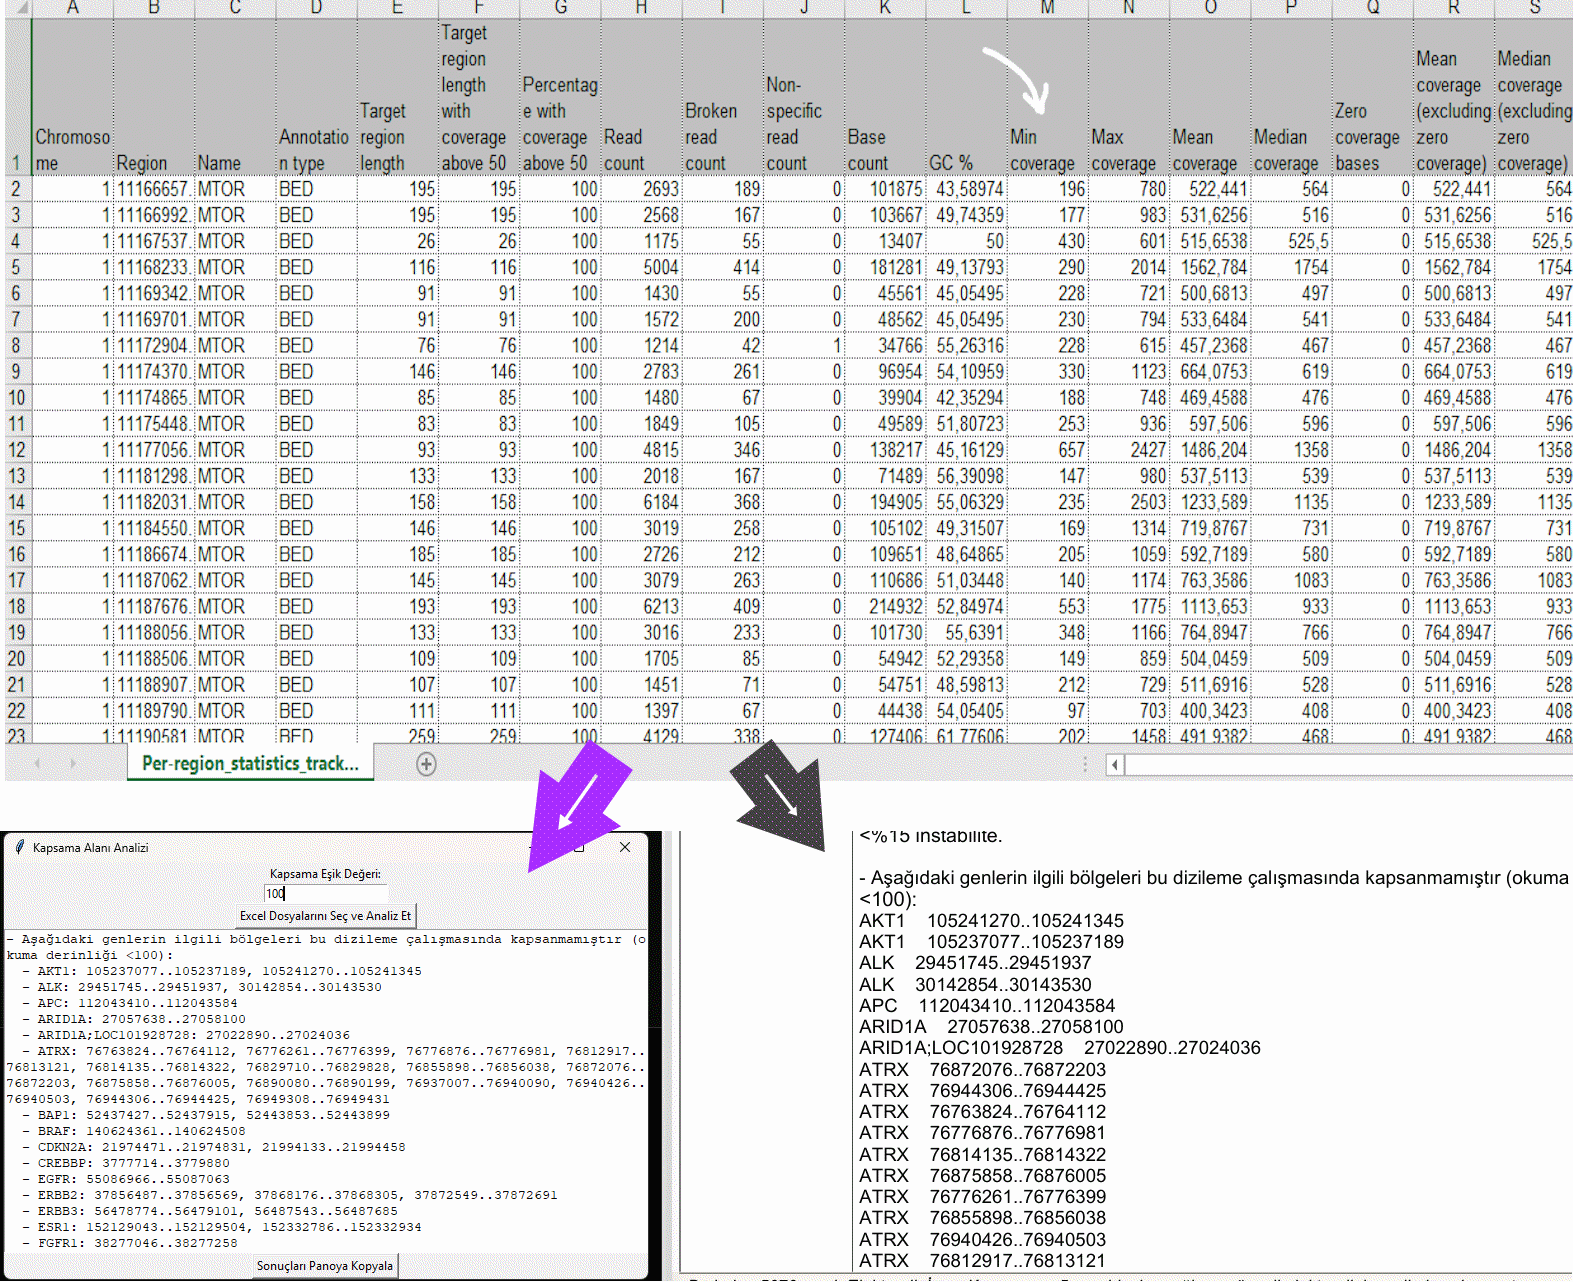 A B C D E F G H I J K L M N O P Q R S
1 Chromosome Region Name Annotation type Target region length Target region length with coverage above 50 Percentage with coverage above 50 Read count Broken read count Non-specific read count Base count GC % Min coverage Max coverage Mean coverage Median coverage Zero coverage bases Mean coverage (excluding zero coverage) Median coverage (excluding zero coverage)
2 1 11166657. MTOR BED 195 195 100 2693 189 0 101875 43,58974 196 780 522,441 564 0 522,441 564
3 1 11166992. MTOR BED 195 195 100 2568 167 0 103667 49,74359 177 983 531,6256 516 0 531,6256 516
4 1 11167537. MTOR BED 26 26 100 1175 55 0 13407 50 430 601 515,6538 525,5 0 515,6538 525,5
5 1 11168233. MTOR BED 116 116 100 5004 414 0 181281 49,13793 290 2014 1562,784 1754 0 1562,784 1754
6 1 11169342. MTOR BED 91 91 100 1430 55 0 45561 45,05495 228 721 500,6813 497 0 500,6813 497
7 1 11169701. MTOR BED 91 91 100 1572 200 0 48562 45,05495 230 794 533,6484 541 0 533,6484 541
8 1 11172904. MTOR BED 76 76 100 1214 42 1 34766 55,26316 228 615 457,2368 467 0 457,2368 467
9 1 11174370. MTOR BED 146 146 100 2783 261 0 96954 54,10959 330 1123 664,0753 619 0 664,0753 619
10 1 11174865. MTOR BED 85 85 100 1480 67 0 39904 42,35294 188 748 469,4588 476 0 469,4588 476
11 1 11175448. MTOR BED 83 83 100 1849 105 0 49589 51,80723 253 936 597,506 596 0 597,506 596
12 1 11177056. MTOR BED 93 93 100 4815 346 0 138217 45,16129 657 2427 1486,204 1358 0 1486,204 1358
13 1 11181298. MTOR BED 133 133 100 2018 167 0 71489 56,39098 147 980 537,5113 539 0 537,5113 539
14 1 11182031. MTOR BED 158 158 100 6184 368 0 194905 55,06329 235 2503 1233,589 1135 0 1233,589 1135
15 1 11184550. MTOR BED 146 146 100 3019 258 0 105102 49,31507 169 1314 719,8767 731 0 719,8767 731
16 1 11186674. MTOR BED 185 185 100 2726 212 0 109651 48,64865 205 1059 592,7189 580 0 592,7189 580
17 1 11187062. MTOR BED 145 145 100 3079 263 0 110686 51,03448 140 1174 763,3586 1083 0 763,3586 1083
18 1 11187676. MTOR BED 193 193 100 6213 409 0 214932 52,84974 553 1775 1113,653 933 0 1113,653 933
19 1 11188056. MTOR BED 133 133 100 3016 233 0 101730 55,6391 348 1166 764,8947 766 0 764,8947 766
20 1 11188506. MTOR BED 109 109 100 1705 85 0 54942 52,29358 149 859 504,0459 509 0 504,0459 509
21 1 11188907. MTOR BED 107 107 100 1451 71 0 54751 48,59813 212 729 511,6916 528 0 511,6916 528
22 1 11189790. MTOR BED 111 111 100 1397 67 0 44438 54,05405 97 703 400,3423 408 0 400,3423 408
23 1 11190581. MTOR BED 259 259 100 4129 338 0 127406 61,77606 202 1458 491,9382 468 0 491,9382 468
Per-region_statistics_track...
Kapsama Alanı Analizi
Kapsama Eşik Değeri:
100
Excel Dosyalarını Seç ve Analiz Et
- Aşağıdaki genlerin ilgili bölgeleri bu dizileme çalışmasında kapsanmamıştır (o
kuma derinliği <100):
- AKT1: 105237077..105237189, 105241270..105241345
- ALK: 29451745..29451937, 30142854..30143530
- APC: 112043410..112043584
- ARID1A: 27057638..27058100
- ARID1A;LOC101928728: 27022890..27024036
- ATRX: 76763824..76764112, 76776261..76776399, 76776876..76776981, 76812917..
76813121, 76814135..76814322, 76829710..76829828, 76855898..76856038, 76872076..
76872203, 76875858..76876005, 76890080..76890199, 76937007..76940090, 76940426..
76940503, 76944306..76944425, 76949308..76949431
- BAP1: 52437427..52437915, 52443853..52443899
- BRAF: 140624361..140624508
- CDKN2A: 21974471..21974831, 21994133..21994458
- CREBBP: 3777714..3779880
- EGFR: 55086966..55087063
- ERBB2: 37856487..37856569, 37868176..37868305, 37872549..37872691
- ERBB3: 56478774..56479101, 56487543..56487685
- ESR1: 152129043..152129504, 152332786..152332934
- FGFR1: 38277046..38277258
Sonuçları Panoya Kopyala
<%15 instabilite.
- Aşağıdaki genlerin ilgili bölgeleri bu dizileme çalışmasında kapsanmamıştır (okuma
<100):
AKT1 105241270..105241345
AKT1 105237077..105237189
ALK 29451745..29451937
ALK 30142854..30143530
APC 112043410..112043584
ARID1A 27057638..27058100
ARID1A;LOC101928728 27022890..27024036
ATRX 76872076..76872203
ATRX 76944306..76944425
ATRX 76763824..76764112
ATRX 76776876..76776981
ATRX 76814135..76814322
ATRX 76875858..76876005
ATRX 76776261..76776399
ATRX 76855898..76856038
ATRX 76940426..76940503
ATRX 76812917..76813121